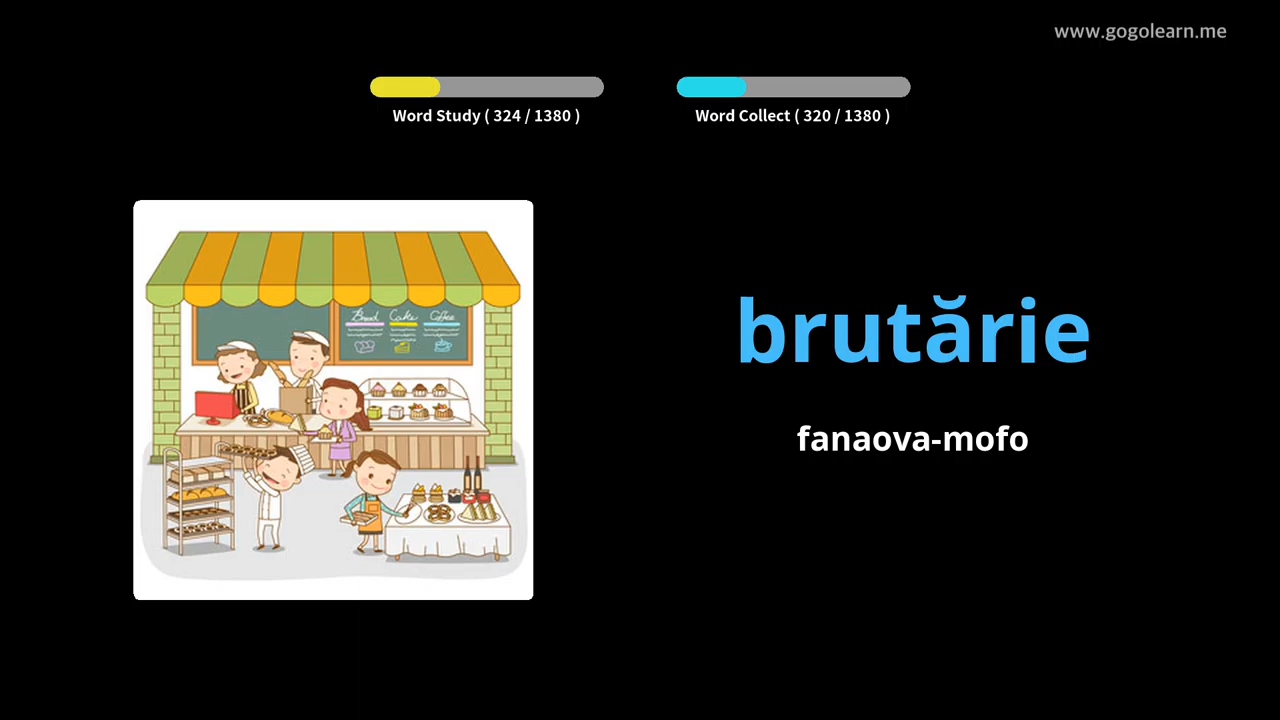 www.gogolearn.me
Word Study ( 324 / 1380 )
Word Collect ( 320 / 1380 )
Bread Cake Coffee
brutărie
fanaova-mofo